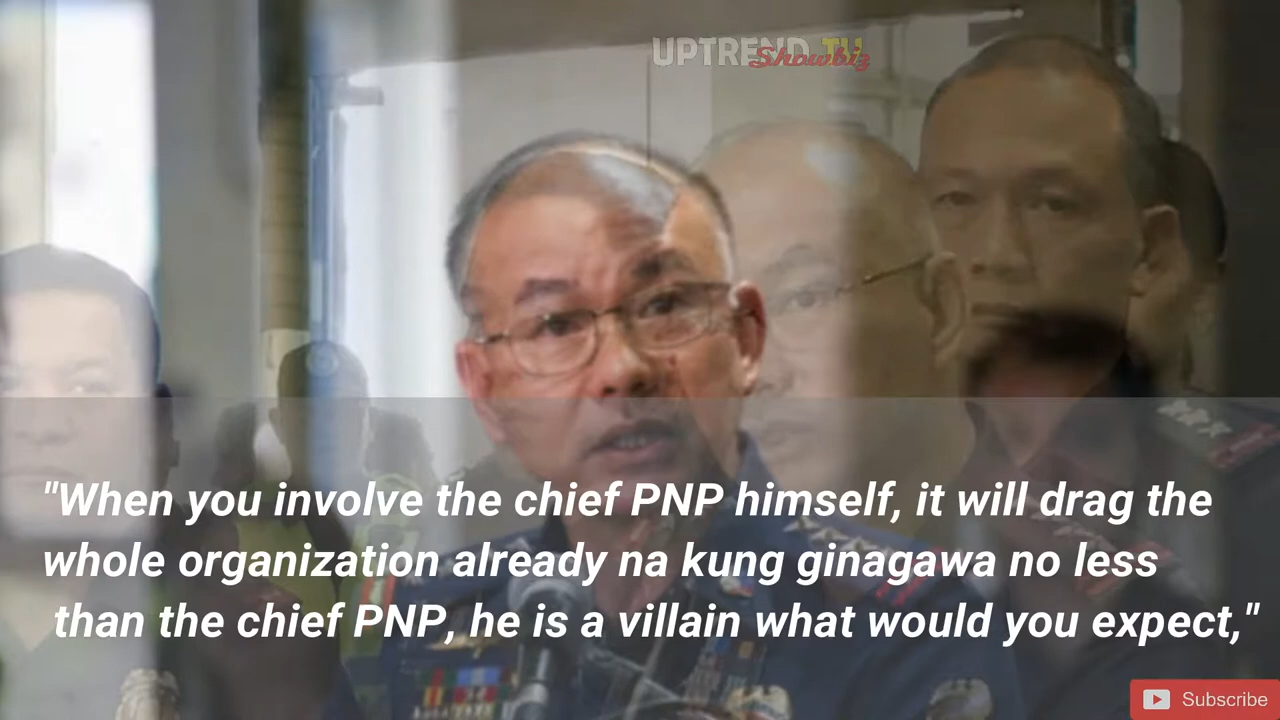 UPTREND TV
Showbiz
"When you involve the chief PNP himself, it will drag the
whole organization already na kung ginagawa no less
than the chief PNP, he is a villain what would you expect,"
Subscribe